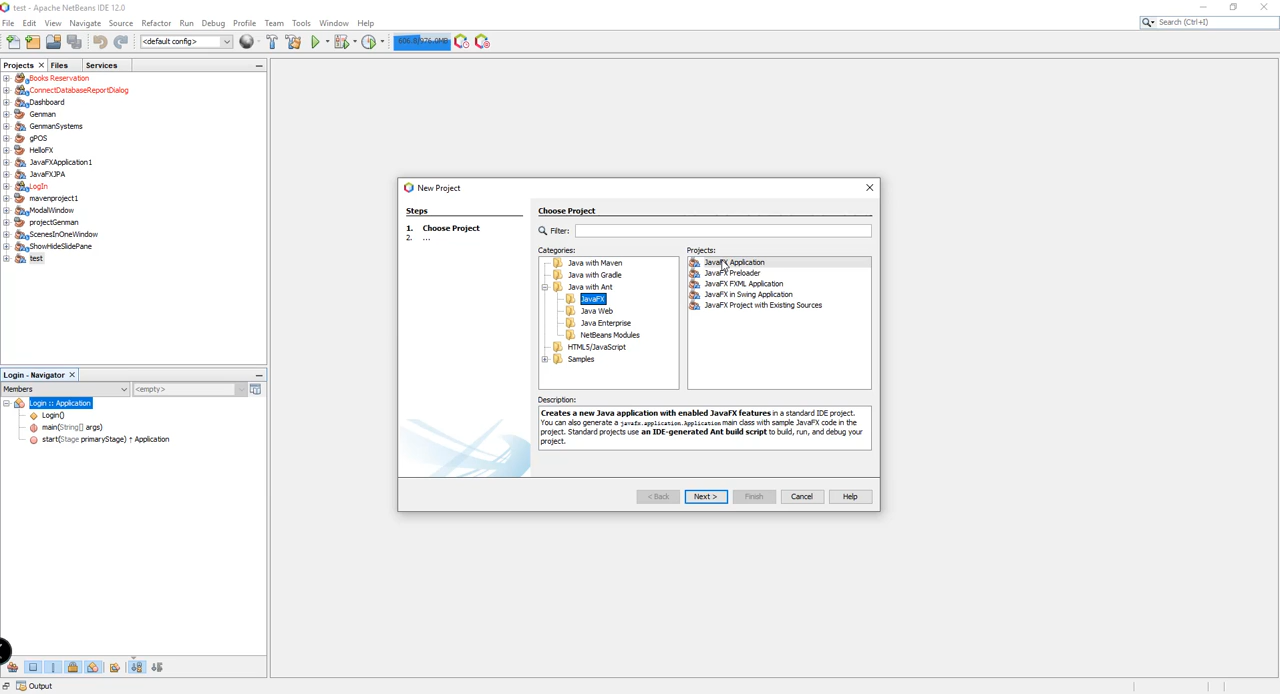 test - Apache NetBeans IDE 12.0
File Edit View Navigate Source Refactor Run Debug Profile Team Tools Window Help
Search (Ctrl+I)
<default config>
606.8/976.0MB
Projects Files Services
Books Reservation
ConnectDatabaseReportDialog
Dashboard
Genman
GenmanSystems
gPOS
HelloFX
JavaFXApplication1
JavaFXJPA
LogIn
mavenproject1
ModalWindow
projectGenman
ScenesInOneWindow
ShowHideSlidePane
test
Login - Navigator
Members
<empty>
Login :: Application
Login()
main(String[] args)
start(Stage primaryStage) ↑ Application
Output
New Project
Steps
1. Choose Project
2. ...
Choose Project
Filter:
Categories:
Java with Maven
Java with Gradle
Java with Ant
JavaFX
Java Web
Java Enterprise
NetBeans Modules
HTML5/JavaScript
Samples
Projects:
JavaFX Application
JavaFX Preloader
JavaFX FXML Application
JavaFX in Swing Application
JavaFX Project with Existing Sources
Description:
Creates a new Java application with enabled JavaFX features in a standard IDE project.
You can also generate a javafx.application.Application main class with sample JavaFX code in the
project. Standard projects use an IDE-generated Ant build script to build, run, and debug your
project.
< Back Next > Finish Cancel Help